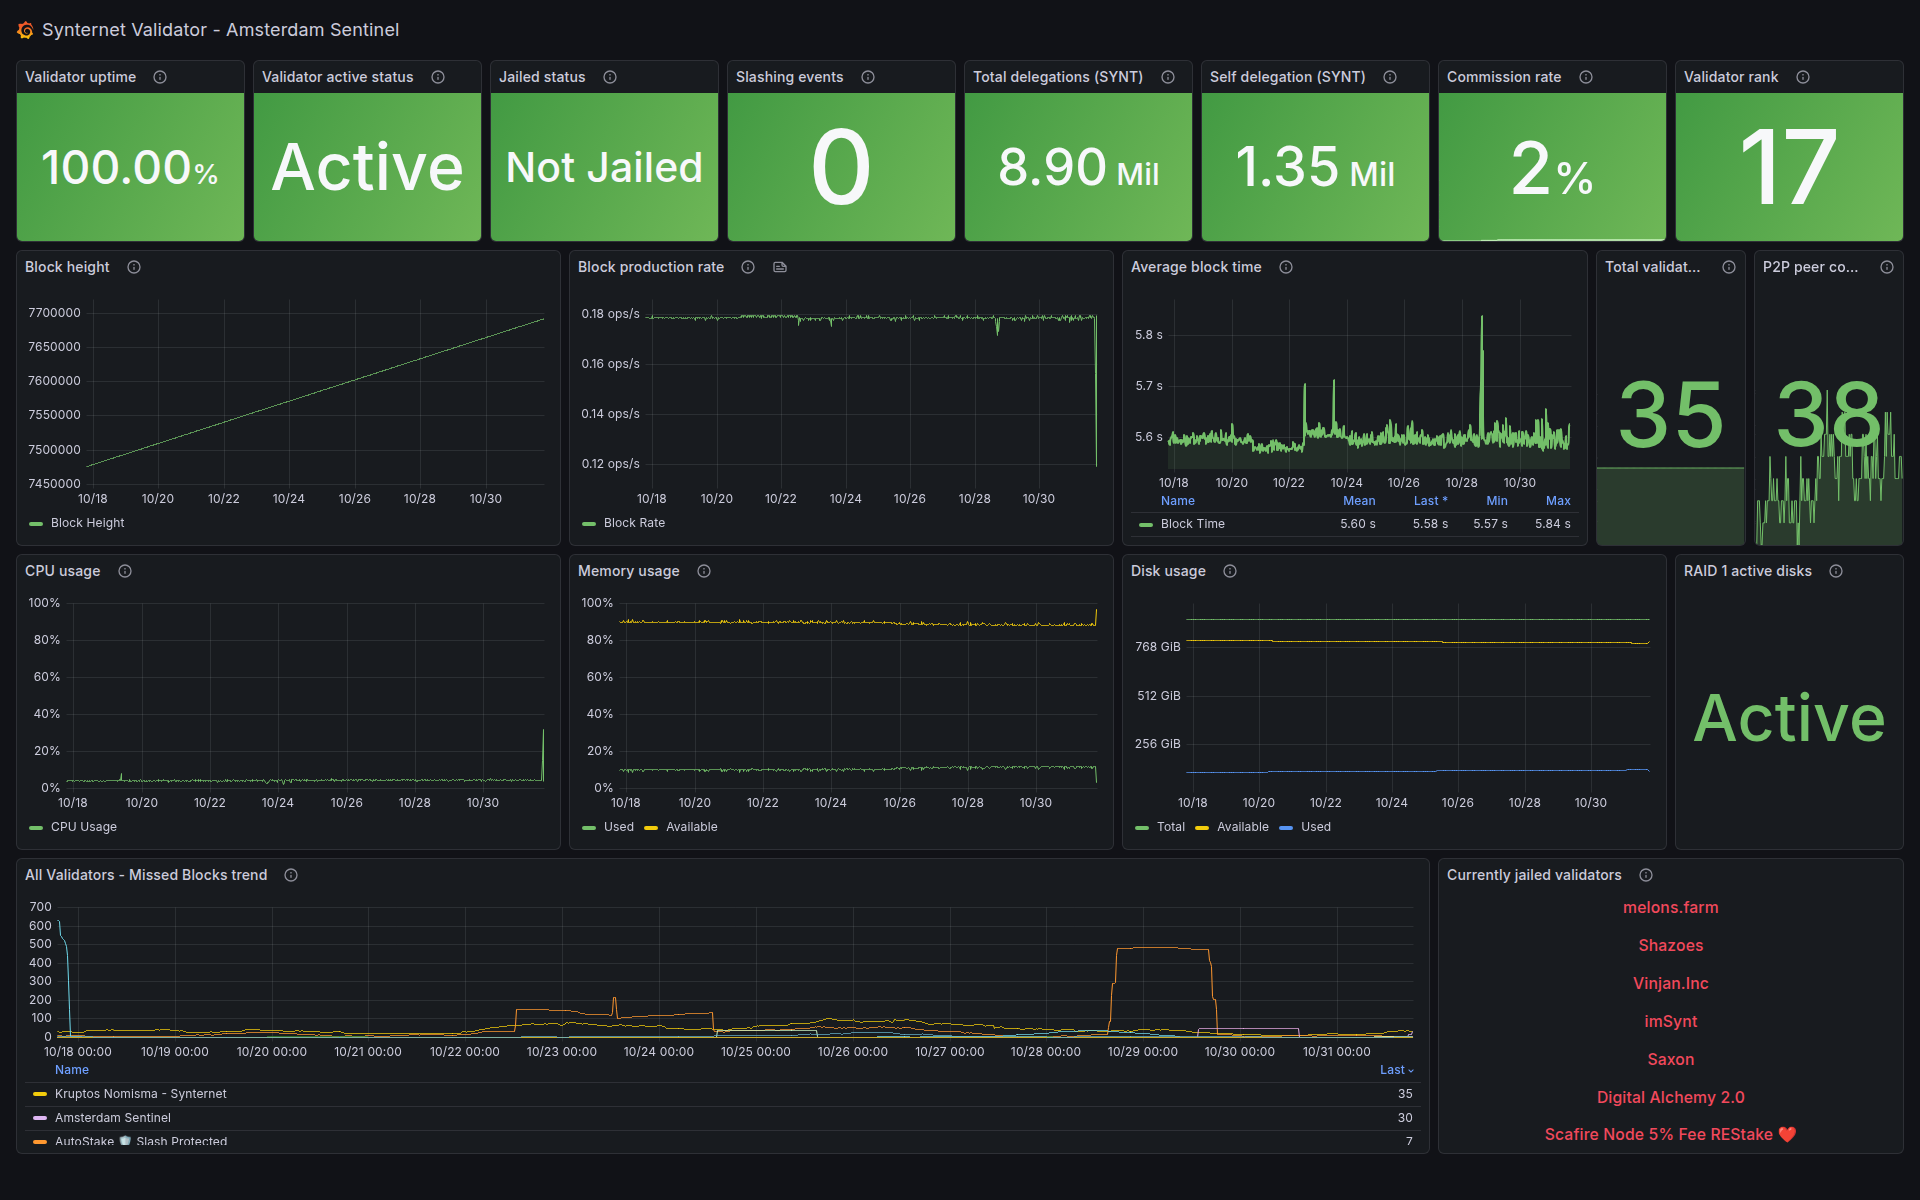 Synternet Validator - Amsterdam Sentinel
Validator uptime
100.00%
Validator active status
Active
Jailed status
Not Jailed
Slashing events
0
Total delegations (SYNT)
8.90 Mil
Self delegation (SYNT)
1.35 Mil
Commission rate
2%
Validator rank
17
Block height
7700000
7650000
7600000
7550000
7500000
7450000
10/18 10/20 10/22 10/24 10/26 10/28 10/30
Block Height
Block production rate
0.18 ops/s
0.16 ops/s
0.14 ops/s
0.12 ops/s
10/18 10/20 10/22 10/24 10/26 10/28 10/30
Block Rate
Average block time
5.8 s
5.7 s
5.6 s
10/18 10/20 10/22 10/24 10/26 10/28 10/30
Name Mean Last * Min Max
Block Time 5.60 s 5.58 s 5.57 s 5.84 s
Total validat...
35
P2P peer co...
38
CPU usage
100%
80%
60%
40%
20%
0%
10/18 10/20 10/22 10/24 10/26 10/28 10/30
CPU Usage
Memory usage
100%
80%
60%
40%
20%
0%
10/18 10/20 10/22 10/24 10/26 10/28 10/30
Used Available
Disk usage
768 GiB
512 GiB
256 GiB
10/18 10/20 10/22 10/24 10/26 10/28 10/30
Total Available Used
RAID 1 active disks
Active
All Validators - Missed Blocks trend
700
600
500
400
300
200
100
0
10/18 00:00 10/19 00:00 10/20 00:00 10/21 00:00 10/22 00:00 10/23 00:00 10/24 00:00 10/25 00:00 10/26 00:00 10/27 00:00 10/28 00:00 10/29 00:00 10/30 00:00 10/31 00:00
Name Last
Kruptos Nomisma - Synternet 35
Amsterdam Sentinel 30
AutoStake 🛡️ Slash Protected 7
Currently jailed validators
melons.farm
Shazoes
Vinjan.Inc
imSynt
Saxon
Digital Alchemy 2.0
Scafire Node 5% Fee REStake ❤️